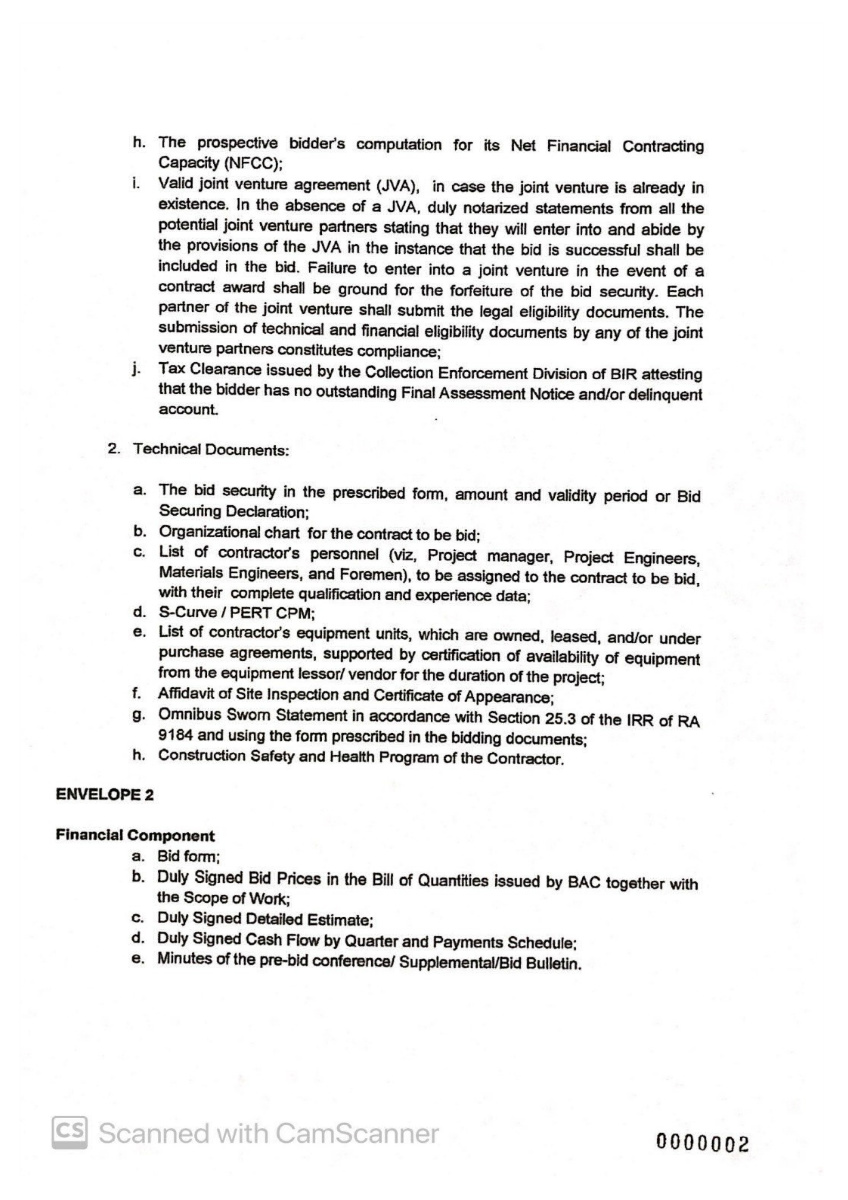 h. The prospective bidder's computation for its Net Financial Contracting
Capacity (NFCC);
i. Valid joint venture agreement (JVA), in case the joint venture is already in
existence. In the absence of a JVA, duly notarized statements from all the
potential joint venture partners stating that they will enter into and abide by
the provisions of the JVA in the instance that the bid is successful shall be
included in the bid. Failure to enter into a joint venture in the event of a
contract award shall be ground for the forfeiture of the bid security. Each
partner of the joint venture shall submit the legal eligibility documents. The
submission of technical and financial eligibility documents by any of the joint
venture partners constitutes compliance;
j. Tax Clearance issued by the Collection Enforcement Division of BIR attesting
that the bidder has no outstanding Final Assessment Notice and/or delinquent
account.
2. Technical Documents:
a. The bid security in the prescribed form, amount and validity period or Bid
Securing Declaration;
b. Organizational chart for the contract to be bid;
c. List of contractor's personnel (viz, Project manager, Project Engineers,
Materials Engineers, and Foremen), to be assigned to the contract to be bid,
with their complete qualification and experience data;
d. S-Curve / PERT CPM;
e. List of contractor's equipment units, which are owned, leased, and/or under
purchase agreements, supported by certification of availability of equipment
from the equipment lessor/ vendor for the duration of the project;
f. Affidavit of Site Inspection and Certificate of Appearance;
g. Omnibus Sworn Statement in accordance with Section 25.3 of the IRR of RA
9184 and using the form prescribed in the bidding documents;
h. Construction Safety and Health Program of the Contractor.
ENVELOPE 2
Financial Component
a. Bid form;
b. Duly Signed Bid Prices in the Bill of Quantities issued by BAC together with
the Scope of Work;
c. Duly Signed Detailed Estimate;
d. Duly Signed Cash Flow by Quarter and Payments Schedule;
e. Minutes of the pre-bid conference/ Supplemental/Bid Bulletin.
CS Scanned with CamScanner
0000002